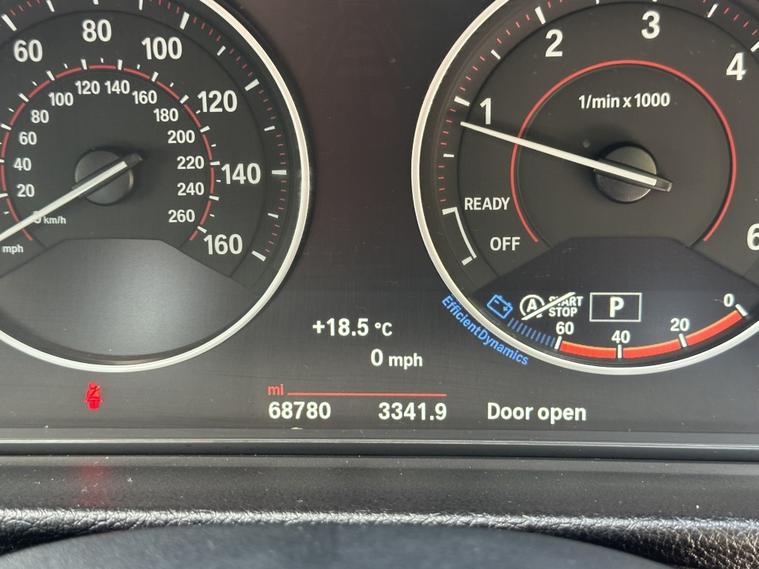 60
80
100
120
140
160
20
40
60
80
100
120
140
160
180
200
220
240
260
km/h
mph
1
2
3
4
6
1/min x 1000
READY
OFF
A START
STOP
P
60
40
20
0
EfficientDynamics
+18.5 °C
0 mph
mi
68780 3341.9
Door open